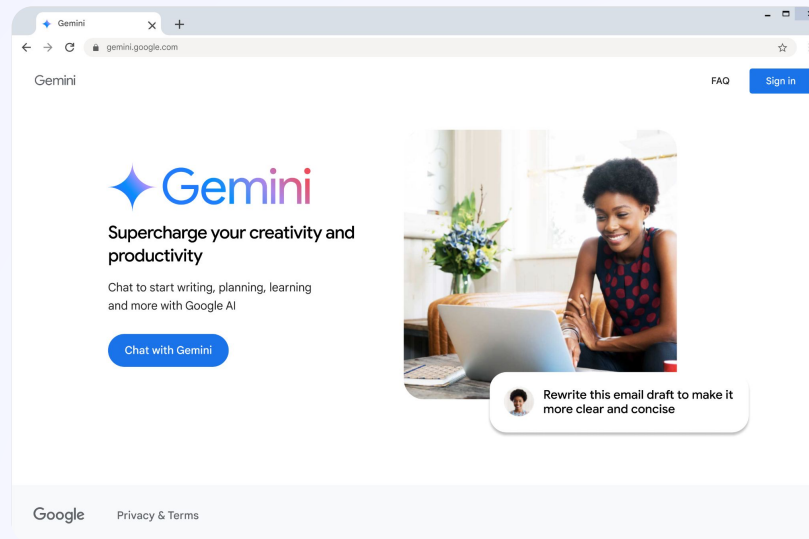 Gemini
gemini.google.com
Gemini
FAQ
Sign in
Gemini
Supercharge your creativity and
productivity
Chat to start writing, planning, learning
and more with Google AI
Chat with Gemini
Rewrite this email draft to make it
more clear and concise
Google
Privacy & Terms